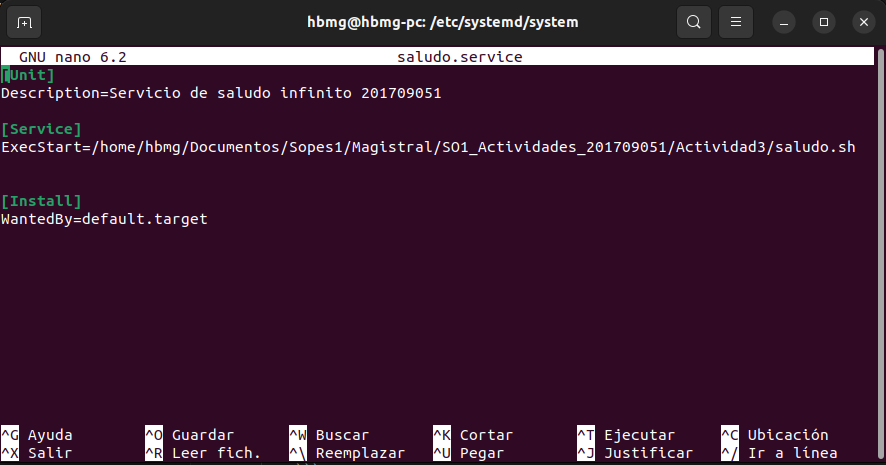 hbmg@hbmg-pc: /etc/systemd/system
GNU nano 6.2 saludo.service
[Unit]
Description=Servicio de saludo infinito 201709051
[Service]
ExecStart=/home/hbmg/Documentos/Sopes1/Magistral/SO1_Actividades_201709051/Actividad3/saludo.sh
[Install]
WantedBy=default.target
^G Ayuda ^O Guardar ^W Buscar ^K Cortar ^T Ejecutar ^C Ubicación
^X Salir ^R Leer fich. ^\ Reemplazar ^U Pegar ^J Justificar ^/ Ir a línea